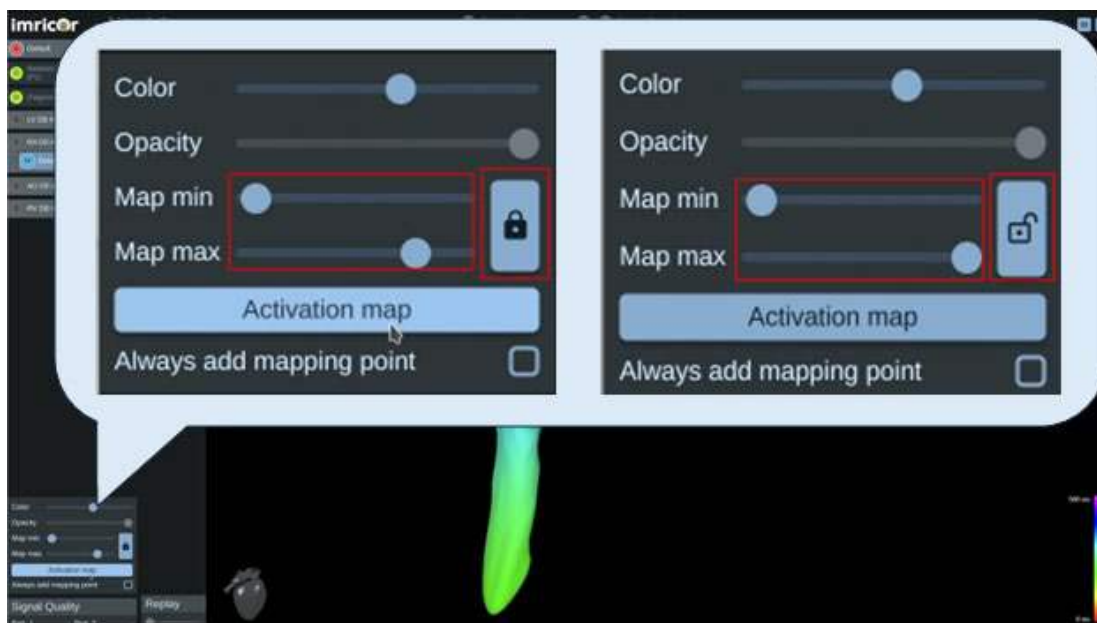 imricor
Color
Opacity
Map min
Map max
Activation map
Always add mapping point
Color
Opacity
Map min
Map max
Activation map
Always add mapping point
Color
Opacity
Map min
Map max
Activation map
Always add mapping point
Signal Quality
Replay